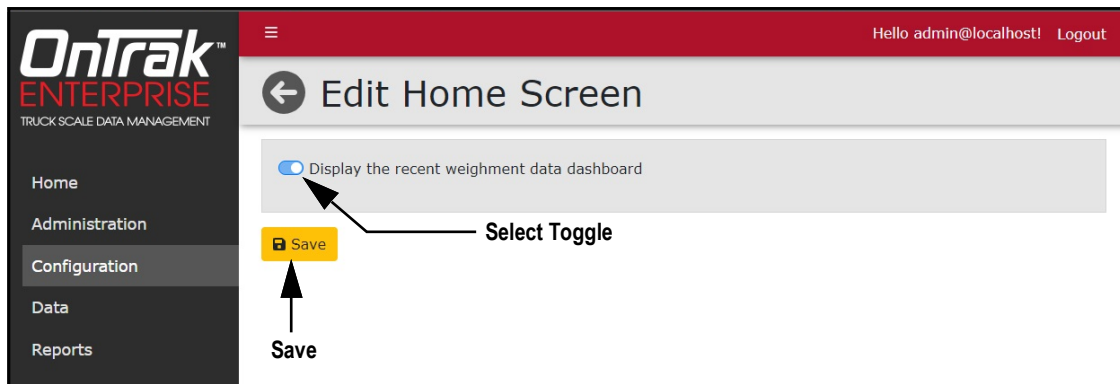 OnTrak™
ENTERPRISE
TRUCK SCALE DATA MANAGEMENT
Home
Administration
Configuration
Data
Reports
Hello admin@localhost! Logout
Edit Home Screen
Display the recent weighment data dashboard
Select Toggle
Save
Save